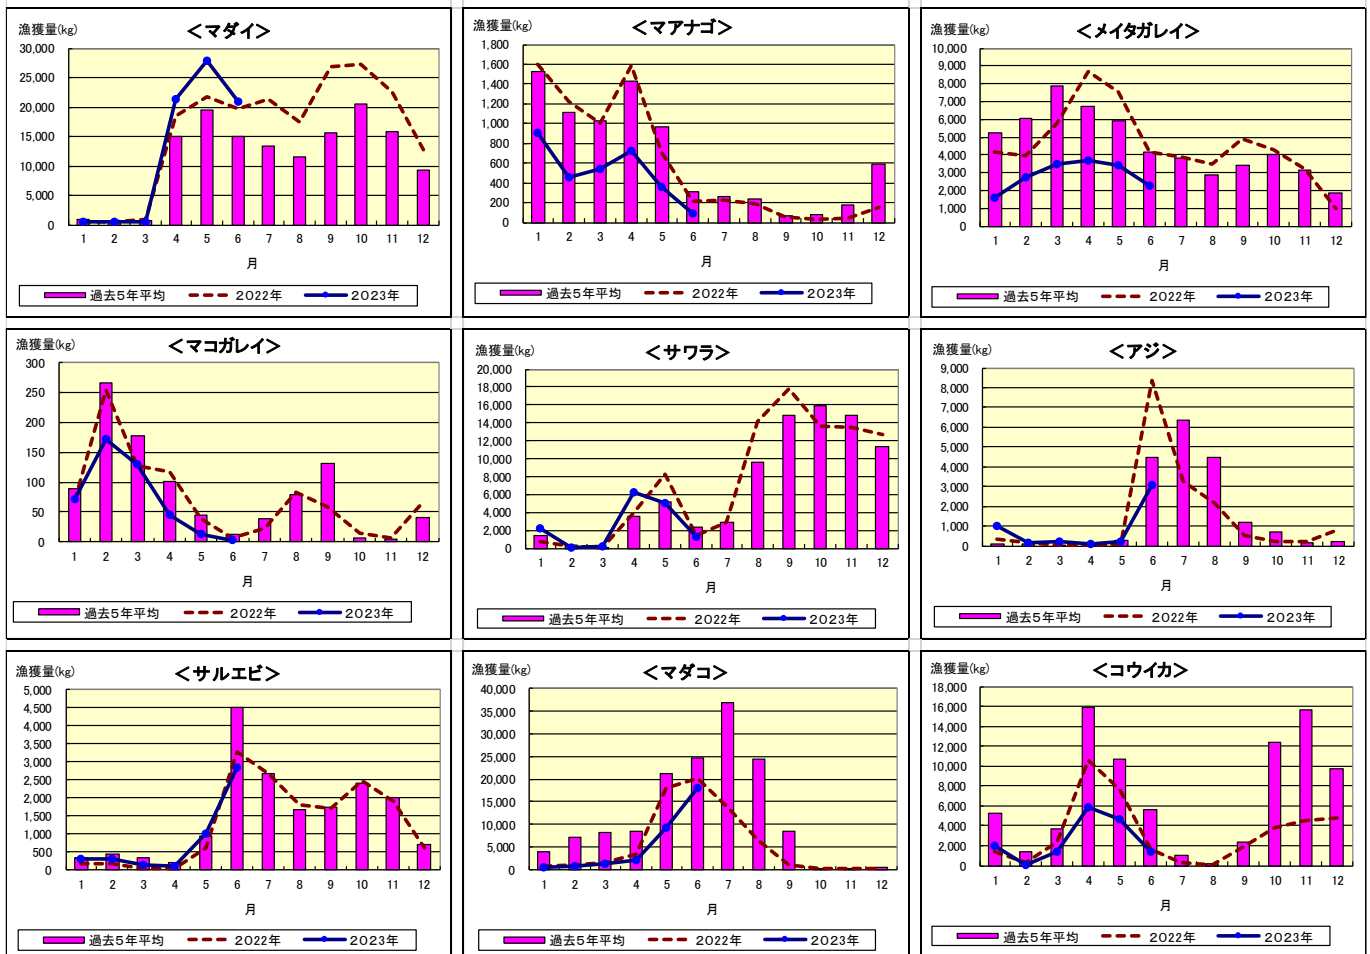 漁獲量(kg)
＜マダイ＞
30,000
25,000
20,000
15,000
10,000
5,000
0
1 2 3 4 5 6 7 8 9 10 11 12
月
過去5年平均 2022年 2023年
漁獲量(kg)
＜マアナゴ＞
1,800
1,600
1,400
1,200
1,000
800
600
400
200
0
1 2 3 4 5 6 7 8 9 10 11 12
月
過去5年平均 2022年 2023年
漁獲量(kg)
＜メイタガレイ＞
10,000
9,000
8,000
7,000
6,000
5,000
4,000
3,000
2,000
1,000
0
1 2 3 4 5 6 7 8 9 10 11 12
月
過去5年平均 2022年 2023年
漁獲量(kg)
＜マコガレイ＞
300
250
200
150
100
50
0
1 2 3 4 5 6 7 8 9 10 11 12
月
過去5年平均 2022年 2023年
漁獲量(kg)
＜サワラ＞
20,000
18,000
16,000
14,000
12,000
10,000
8,000
6,000
4,000
2,000
0
1 2 3 4 5 6 7 8 9 10 11 12
月
過去5年平均 2022年 2023年
漁獲量(kg)
＜アジ＞
9,000
8,000
7,000
6,000
5,000
4,000
3,000
2,000
1,000
0
1 2 3 4 5 6 7 8 9 10 11 12
月
過去5年平均 2022年 2023年
漁獲量(kg)
＜サルエビ＞
5,000
4,500
4,000
3,500
3,000
2,500
2,000
1,500
1,000
500
0
1 2 3 4 5 6 7 8 9 10 11 12
月
過去5年平均 2022年 2023年
漁獲量(kg)
＜マダコ＞
40,000
35,000
30,000
25,000
20,000
15,000
10,000
5,000
0
1 2 3 4 5 6 7 8 9 10 11 12
月
過去5年平均 2022年 2023年
漁獲量(kg)
＜コウイカ＞
18,000
16,000
14,000
12,000
10,000
8,000
6,000
4,000
2,000
0
1 2 3 4 5 6 7 8 9 10 11 12
月
過去5年平均 2022年 2023年